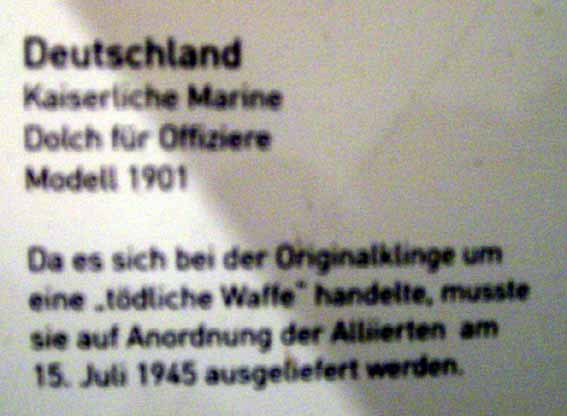 Deutschland
Kaiserliche Marine
Dolch für Offiziere
Modell 1901
Da es sich bei der Originalklinge um
eine „tödliche Waffe" handelte, musste
sie auf Anordnung der Alliierten am
15. Juli 1945 ausgeliefert werden.